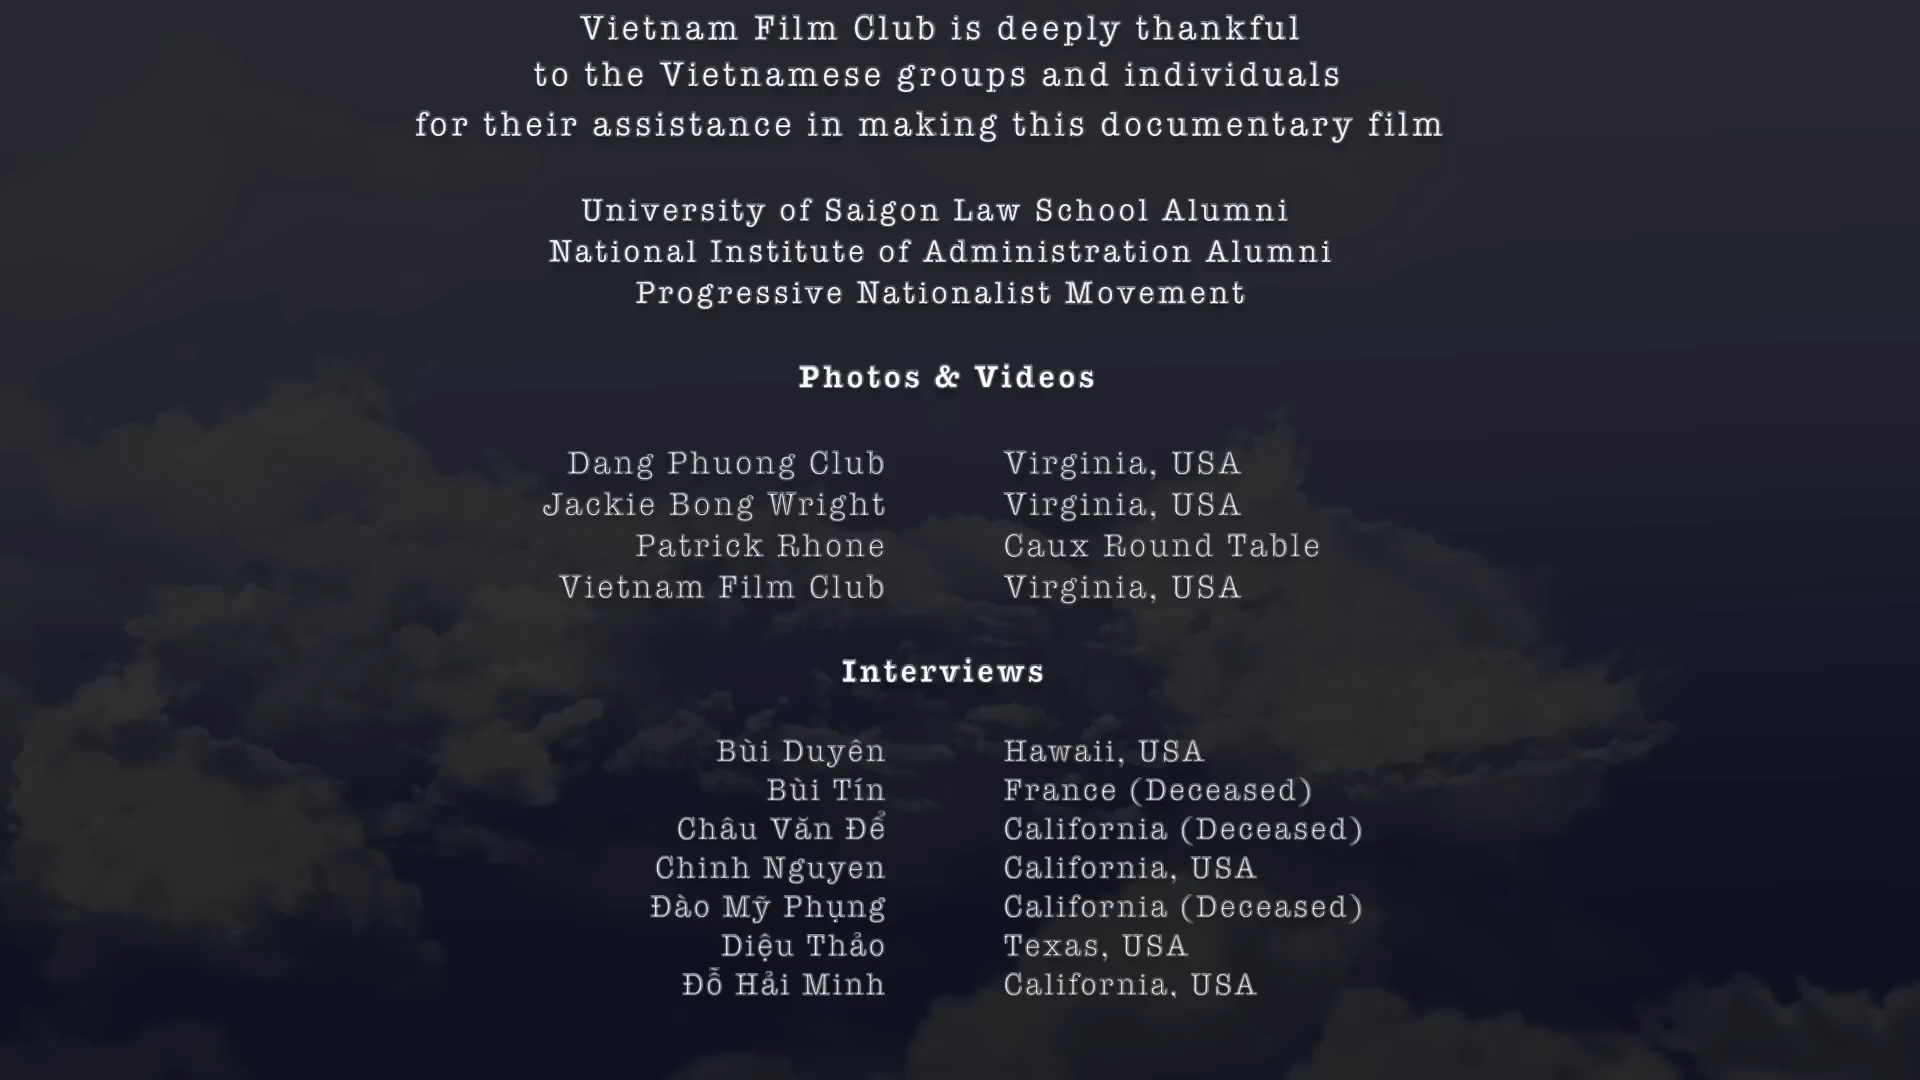 Vietnam Film Club is deeply thankful
to the Vietnamese groups and individuals
for their assistance in making this documentary film
University of Saigon Law School Alumni
National Institute of Administration Alumni
Progressive Nationalist Movement
Photos & Videos
Dang Phuong Club Virginia, USA
Jackie Bong Wright Virginia, USA
Patrick Rhone Caux Round Table
Vietnam Film Club Virginia, USA
Interviews
Bùi Duyên Hawaii, USA
Bùi Tín France (Deceased)
Châu Văn Để California (Deceased)
Chinh Nguyen California, USA
Đào Mỹ Phụng California (Deceased)
Diệu Thảo Texas, USA
Đỗ Hải Minh California, USA